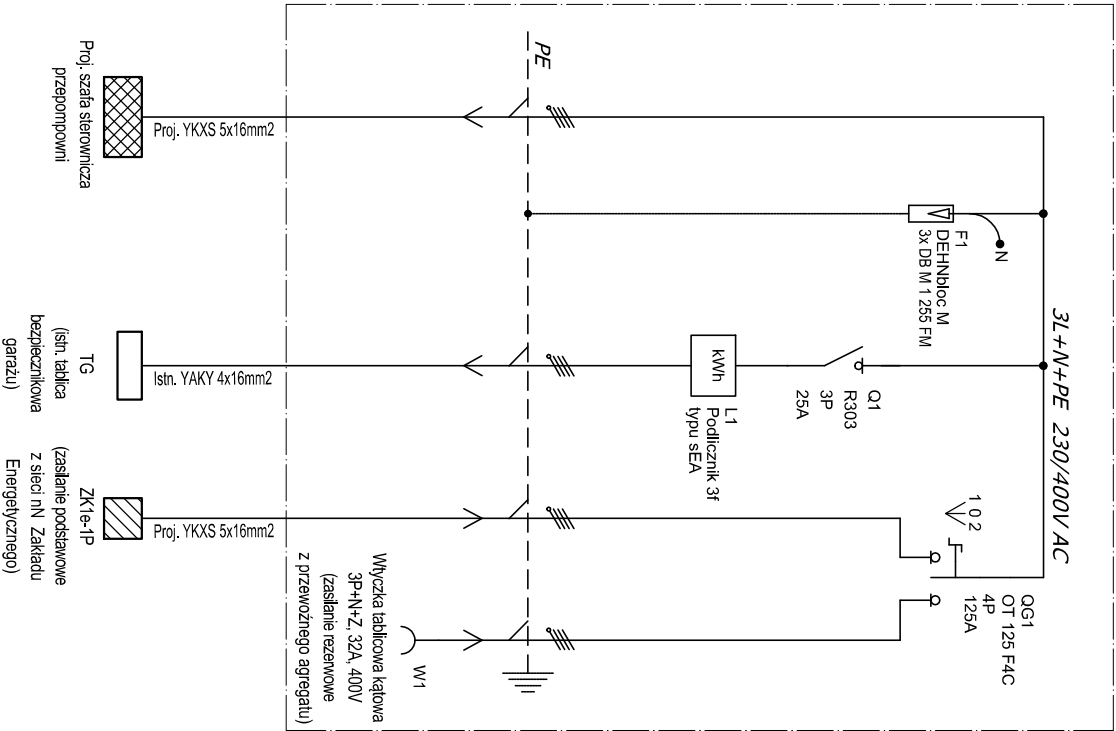 3L+N+PE 230/400V AC
PE
N
F1
DEHNbloc M
3x DB M 1 255 FM
Q1
R303
3P
25A
kWh
L1
Podlicznik 3f
typu sEA
1 0 2
QG1
OT 125 F4C
4P
125A
W1
Wtyczka tablicowa kątowa
3P+N+Z, 32A, 400V
(zasilanie rezerwowe
z przewoźnego agregatu)
Proj. YKXS 5x16mm2
Istn. YAKY 4x16mm2
Proj. YKXS 5x16mm2
Proj. szafa sterownicza
przepompowni
TG
(istn. tablica
bezpiecznikowa
garażu)
ZK1e-1P
(zasilanie podstawowe
z sieci nN Zakładu
Energetycznego)